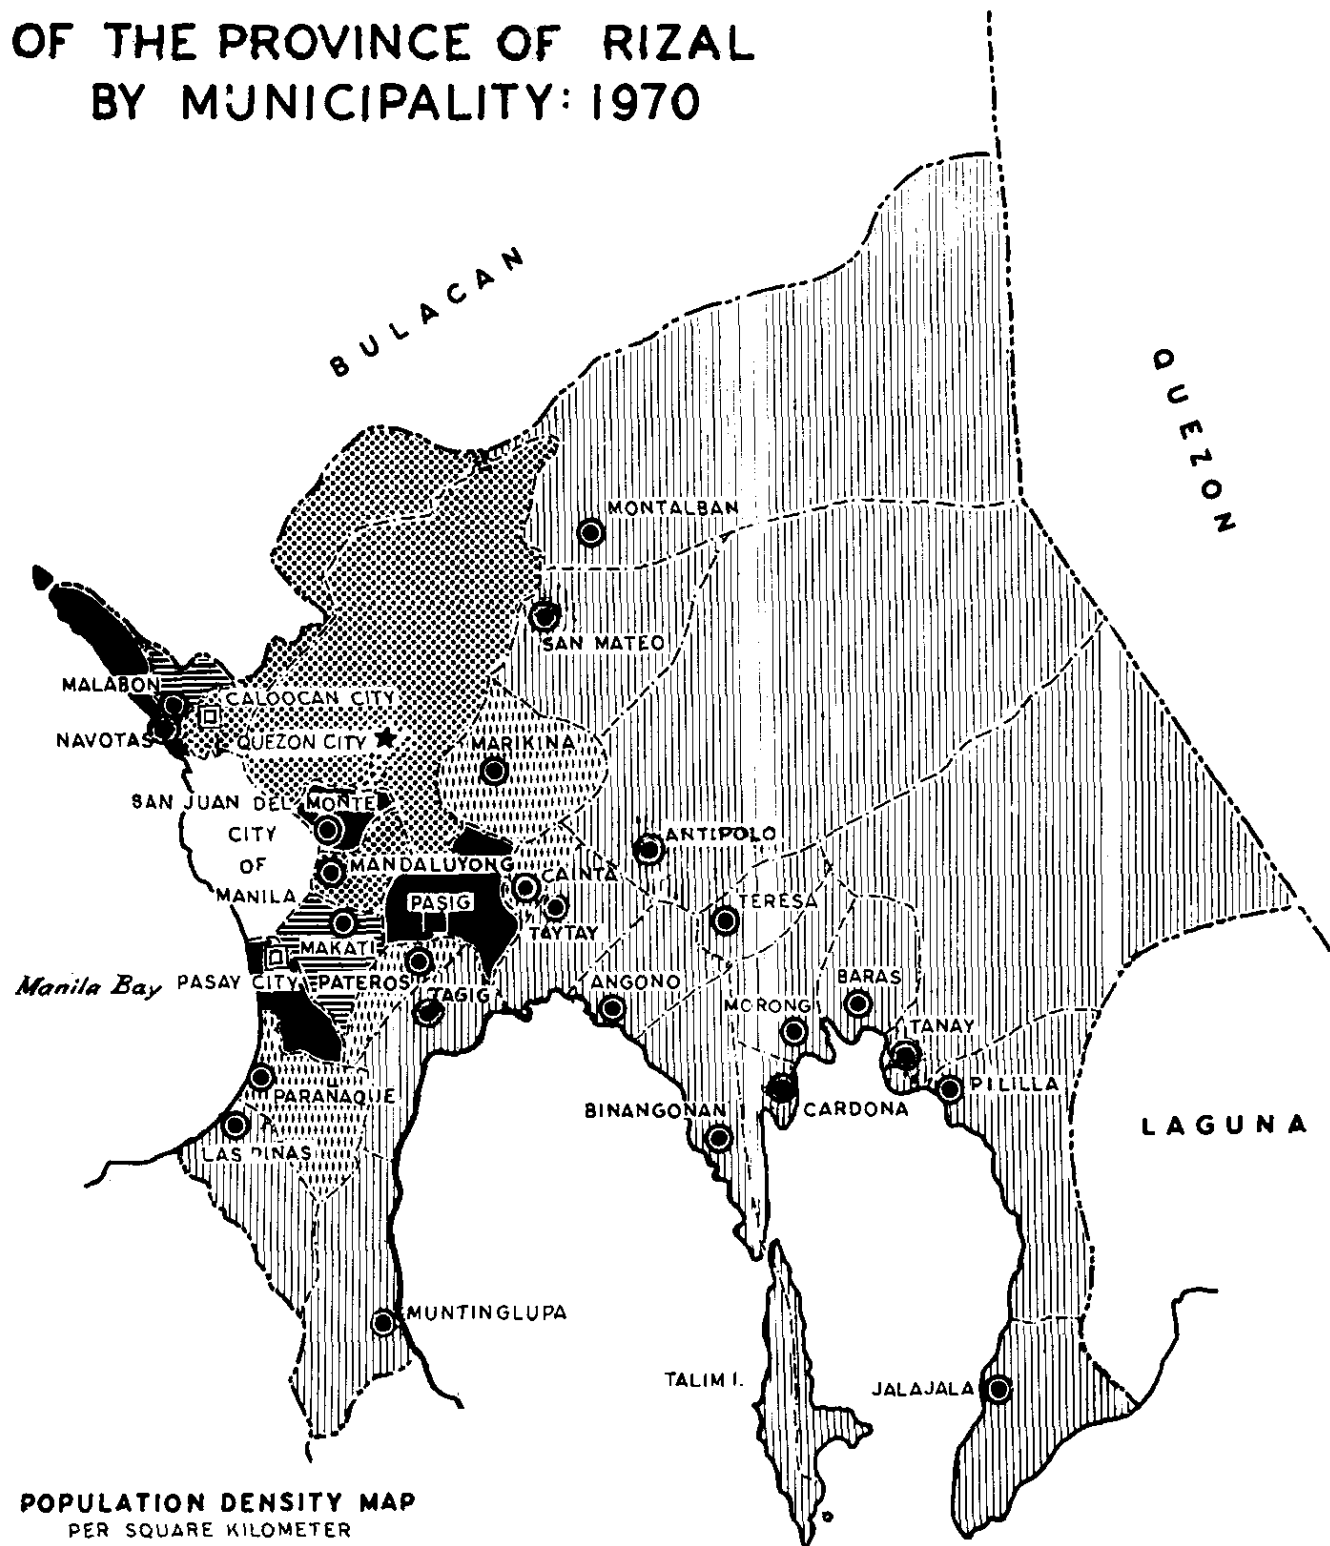 OF THE PROVINCE OF RIZAL
BY MUNICIPALITY: 1970
BULACAN
QUEZON
MONTALBAN
SAN MATEO
MALABON
CALOOCAN CITY
NAVOTAS
QUEZON CITY
MARIKINA
SAN JUAN DEL MONTE
CITY
OF
MANILA
ANTIPOLO
MANDALUYONG
CAINTA
PASIG
TERESA
TAYTAY
MAKATI
Manila Bay
PASAY CITY
PATEROS
TAGIG
ANGONO
BARAS
MORONG
TANAY
PARAÑAQUE
PILILLA
BINANGONAN
CARDONA
LAGUNA
LAS PINAS
MUNTINGLUPA
TALIM I.
JALAJALA
POPULATION DENSITY MAP
PER SQUARE KILOMETER